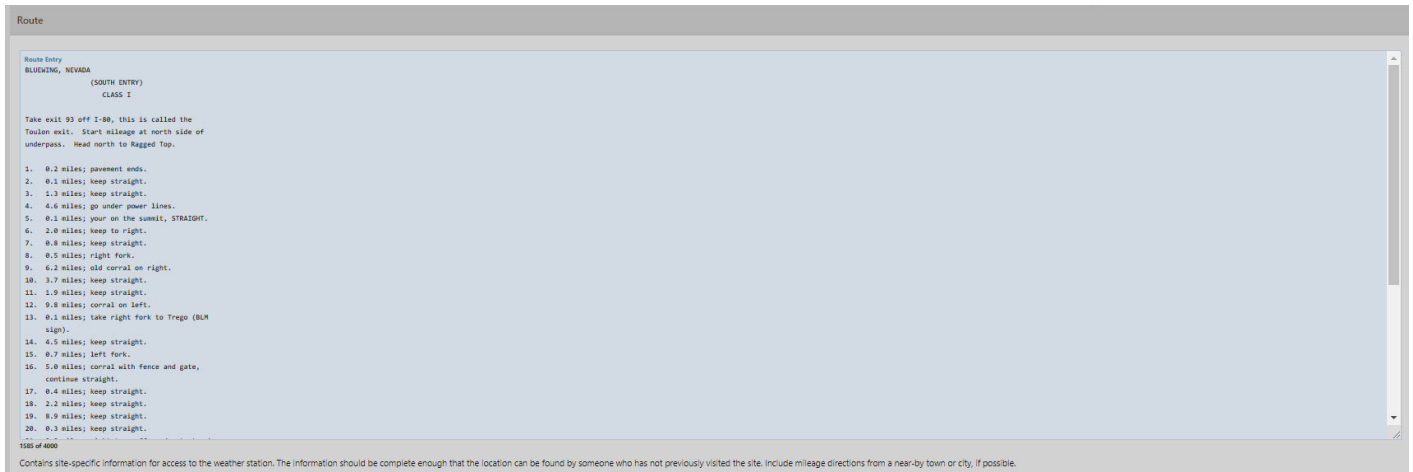 Route
Route Entry
BLUEWING, NEVADA
(SOUTH ENTRY)
CLASS I
Take exit 93 off I-80, this is called the
Toulon exit. Start mileage at north side of
underpass. Head north to Ragged Top.
1. 0.2 miles; pavement ends.
2. 0.1 miles; keep straight.
3. 1.3 miles; keep straight.
4. 4.6 miles; go under power lines.
5. 0.1 miles; your on the summit, STRAIGHT.
6. 2.0 miles; keep to right.
7. 0.8 miles; keep straight.
8. 0.5 miles; right fork.
9. 6.2 miles; old corral on right.
10. 3.7 miles; keep straight.
11. 1.9 miles; keep straight.
12. 9.8 miles; corral on left.
13. 0.1 miles; take right fork to Trego (BLM
sign).
14. 4.5 miles; keep straight.
15. 0.7 miles; left fork.
16. 5.0 miles; corral with fence and gate,
continue straight.
17. 0.4 miles; keep straight.
18. 2.2 miles; keep straight.
19. 8.9 miles; keep straight.
20. 0.3 miles; keep straight.
1585 of 4000
Contains site-specific information for access to the weather station. The information should be complete enough that the location can be found by someone who has not previously visited the site. Include mileage directions from a near-by town or city, if possible.